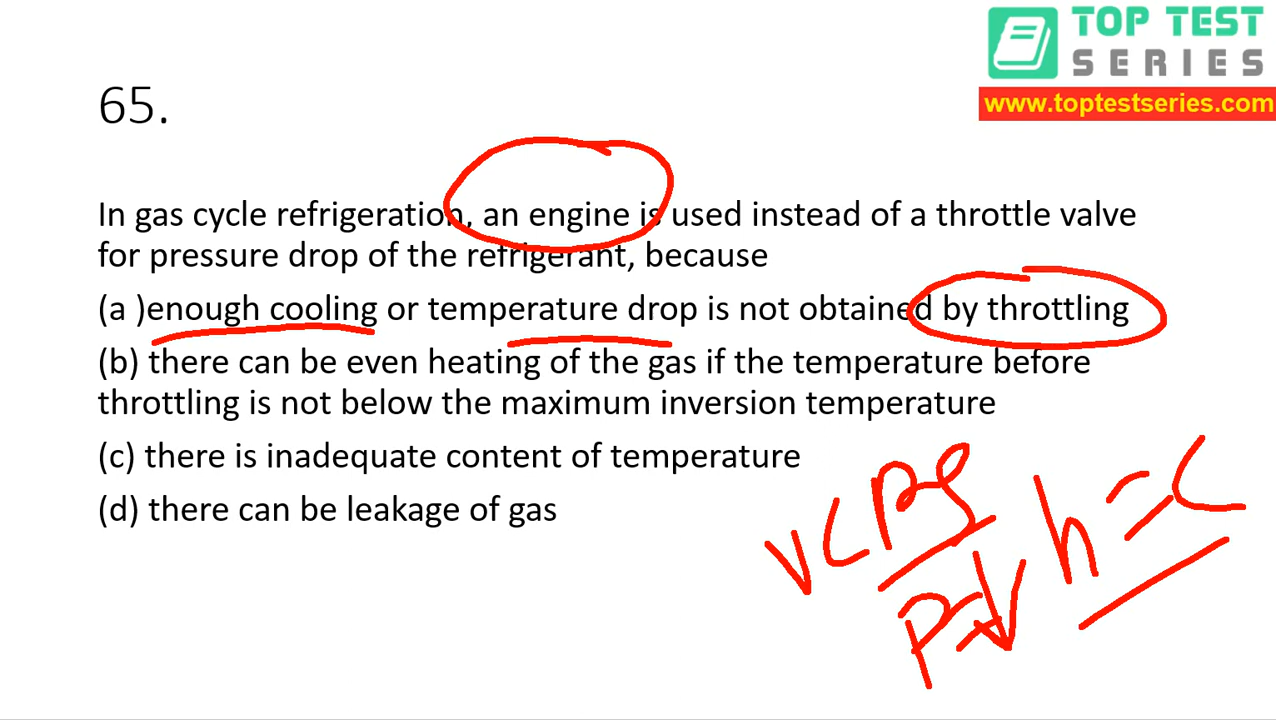 TOP TEST
SERIES
www.toptestseries.com
65.
In gas cycle refrigeration, an engine is used instead of a throttle valve
for pressure drop of the refrigerant, because
(a )enough cooling or temperature drop is not obtained by throttling
(b) there can be even heating of the gas if the temperature before
throttling is not below the maximum inversion temperature
(c) there is inadequate content of temperature
(d) there can be leakage of gas
h = C